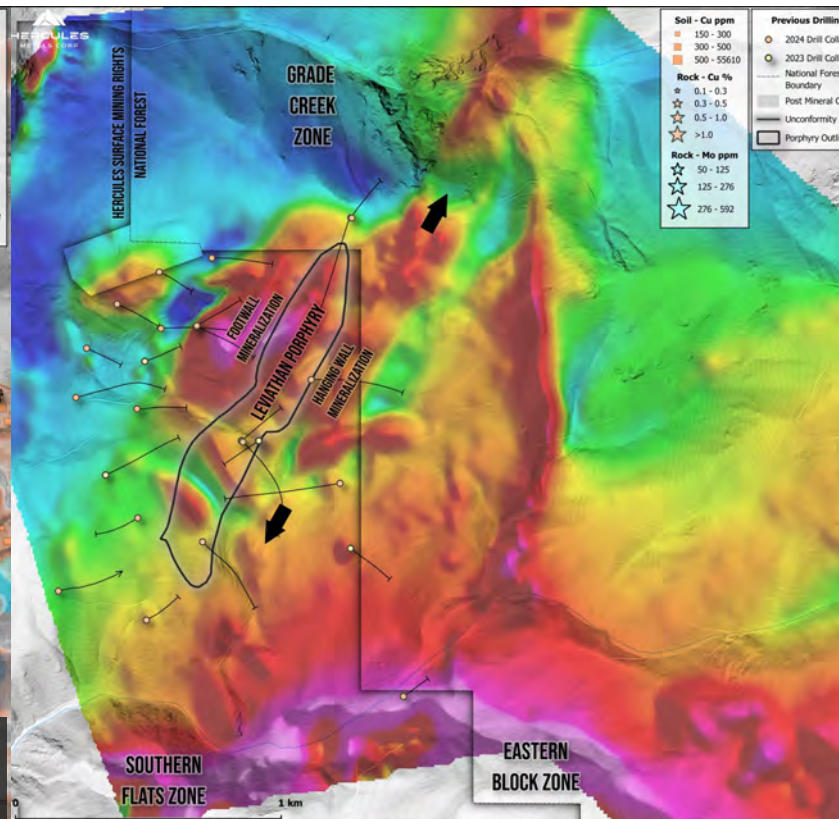 HERCULES
METALS CORP
HERCULES SURFACE MINING RIGHTS
NATIONAL FOREST
GRADE
CREEK
ZONE
FOOTWALL
MINERALIZATION
LEVIATHAN PORPHYRY
HANGING WALL
MINERALIZATION
SOUTHERN
FLATS ZONE
EASTERN
BLOCK ZONE
0
1 km
Soil - Cu ppm
150 - 300
300 - 500
500 - 55610
Rock - Cu %
0.1 - 0.3
0.3 - 0.5
0.5 - 1.0
>1.0
Rock - Mo ppm
50 - 125
125 - 276
276 - 592
Previous Drilling
2024 Drill Coll
2023 Drill Coll
National Fores
Boundary
Post Mineral C
Unconformity
Porphyry Outli